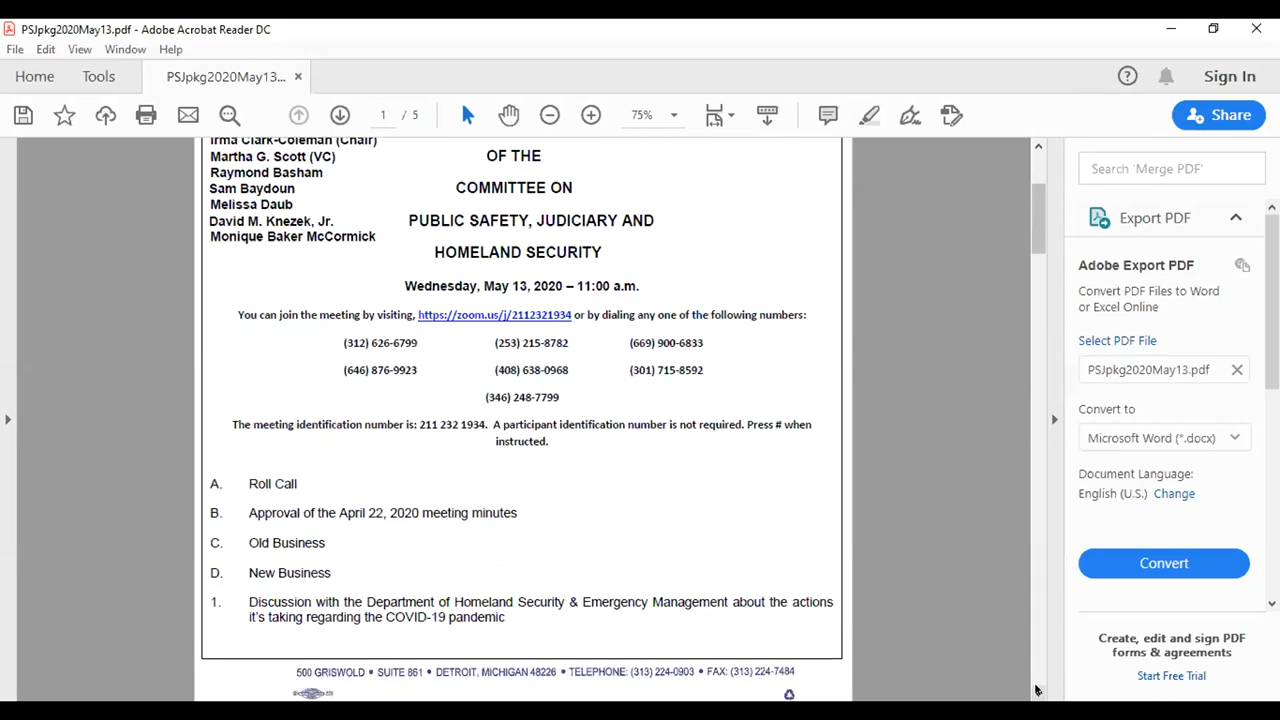 PSJpkg2020May13.pdf - Adobe Acrobat Reader DC
File Edit View Window Help
Home Tools PSJpkg2020May13... × Sign In
1 / 5 75% Share
Irma Clark-Coleman (Chair)
Martha G. Scott (VC)
Raymond Basham
Sam Baydoun
Melissa Daub
David M. Knezek, Jr.
Monique Baker McCormick
OF THE
COMMITTEE ON
PUBLIC SAFETY, JUDICIARY AND
HOMELAND SECURITY
Wednesday, May 13, 2020 – 11:00 a.m.
You can join the meeting by visiting, https://zoom.us/j/2112321934 or by dialing any one of the following numbers:
(312) 626-6799 (253) 215-8782 (669) 900-6833
(646) 876-9923 (408) 638-0968 (301) 715-8592
(346) 248-7799
The meeting identification number is: 211 232 1934. A participant identification number is not required. Press # when
instructed.
A. Roll Call
B. Approval of the April 22, 2020 meeting minutes
C. Old Business
D. New Business
1. Discussion with the Department of Homeland Security & Emergency Management about the actions
it's taking regarding the COVID-19 pandemic
500 GRISWOLD • SUITE 861 • DETROIT, MICHIGAN 48226 • TELEPHONE: (313) 224-0903 • FAX: (313) 224-7484
Search 'Merge PDF'
Export PDF
Adobe Export PDF
Convert PDF Files to Word
or Excel Online
Select PDF File
PSJpkg2020May13.pdf
Convert to
Microsoft Word (*.docx)
Document Language:
English (U.S.) Change
Convert
Create, edit and sign PDF
forms & agreements
Start Free Trial